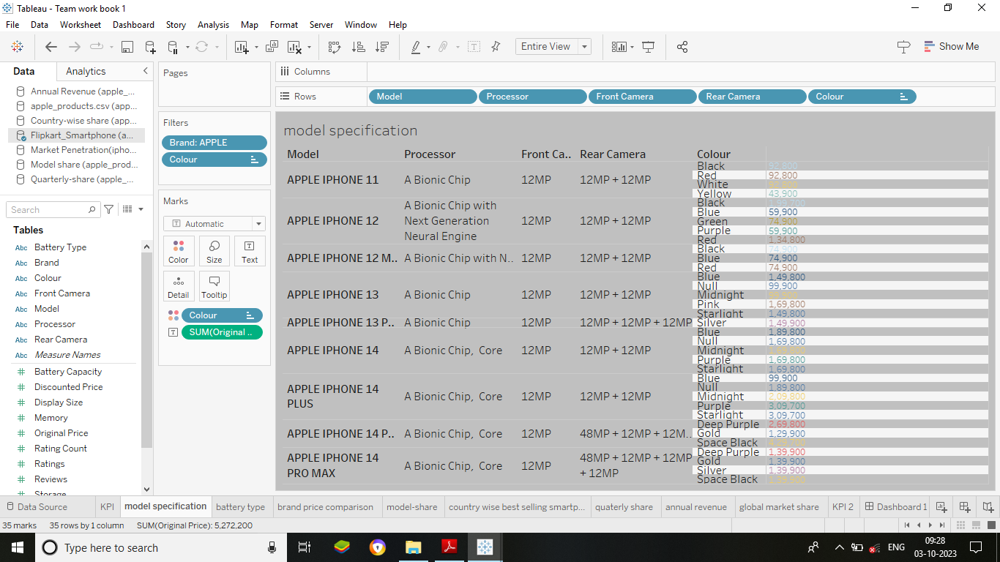 Tableau - Team work book 1
File Data Worksheet Dashboard Story Analysis Map Format Server Window Help
Entire View
Show Me
Data Analytics
Annual Revenue (apple_...
apple_products.csv (app...
Country-wise share (app...
Flipkart_Smartphone (a...
Market Penetration(ipho...
Model share (apple_prod...
Quarterly-share (apple_...
Search
Tables
Abc Battery Type
Abc Brand
Abc Colour
Abc Front Camera
Abc Model
Abc Processor
Abc Rear Camera
Abc Measure Names
Battery Capacity
Discounted Price
Display Size
Memory
Original Price
Rating Count
Ratings
Reviews
Storage
Pages
Filters
Brand: APPLE
Colour
Marks
Automatic
Color Size Text
Detail Tooltip
Colour
SUM(Original ..
Columns
Rows Model Processor Front Camera Rear Camera Colour
model specification
Model Processor Front Ca.. Rear Camera Colour
APPLE IPHONE 11 A Bionic Chip 12MP 12MP + 12MP
Black 92,800
Red 92,800
White
Yellow 43,900
APPLE IPHONE 12 A Bionic Chip with Next Generation Neural Engine 12MP 12MP + 12MP
Black
Blue 59,900
Green 74,900
Purple 59,900
Red 1,34,800
APPLE IPHONE 12 M.. A Bionic Chip with N.. 12MP 12MP + 12MP
Black 74,900
Blue 74,900
Red 74,900
APPLE IPHONE 13 A Bionic Chip 12MP 12MP + 12MP
Blue 1,49,800
Null 99,900
Midnight
Pink 1,69,800
Starlight 1,49,800
APPLE IPHONE 13 P.. A Bionic Chip 12MP 12MP + 12MP + 12MP
Silver 1,49,900
APPLE IPHONE 14 A Bionic Chip, Core 12MP 12MP + 12MP
Blue 1,89,800
Null 1,69,800
Midnight
Purple 1,69,800
Starlight 1,69,800
APPLE IPHONE 14 PLUS A Bionic Chip, Core 12MP 12MP + 12MP
Blue 99,900
Null 1,89,800
Midnight 2,09,800
Purple 3,09,700
Starlight 3,09,700
APPLE IPHONE 14 P.. A Bionic Chip, Core 12MP 48MP + 12MP + 12M..
Deep Purple 2,69,800
Gold 1,29,900
Space Black
APPLE IPHONE 14 PRO MAX A Bionic Chip, Core 12MP 48MP + 12MP + 12MP + 12MP
Deep Purple 1,39,900
Gold 1,39,900
Silver 1,39,900
Space Black
Data Source KPI model specification battery type brand price comparison model-share country wise best selling smartp... quaterly share annual revenue global market share KPI 2 Dashboard 1
35 marks 35 rows by 1 column SUM(Original Price): 5,272,200
Type here to search
ENG
09:28
03-10-2023